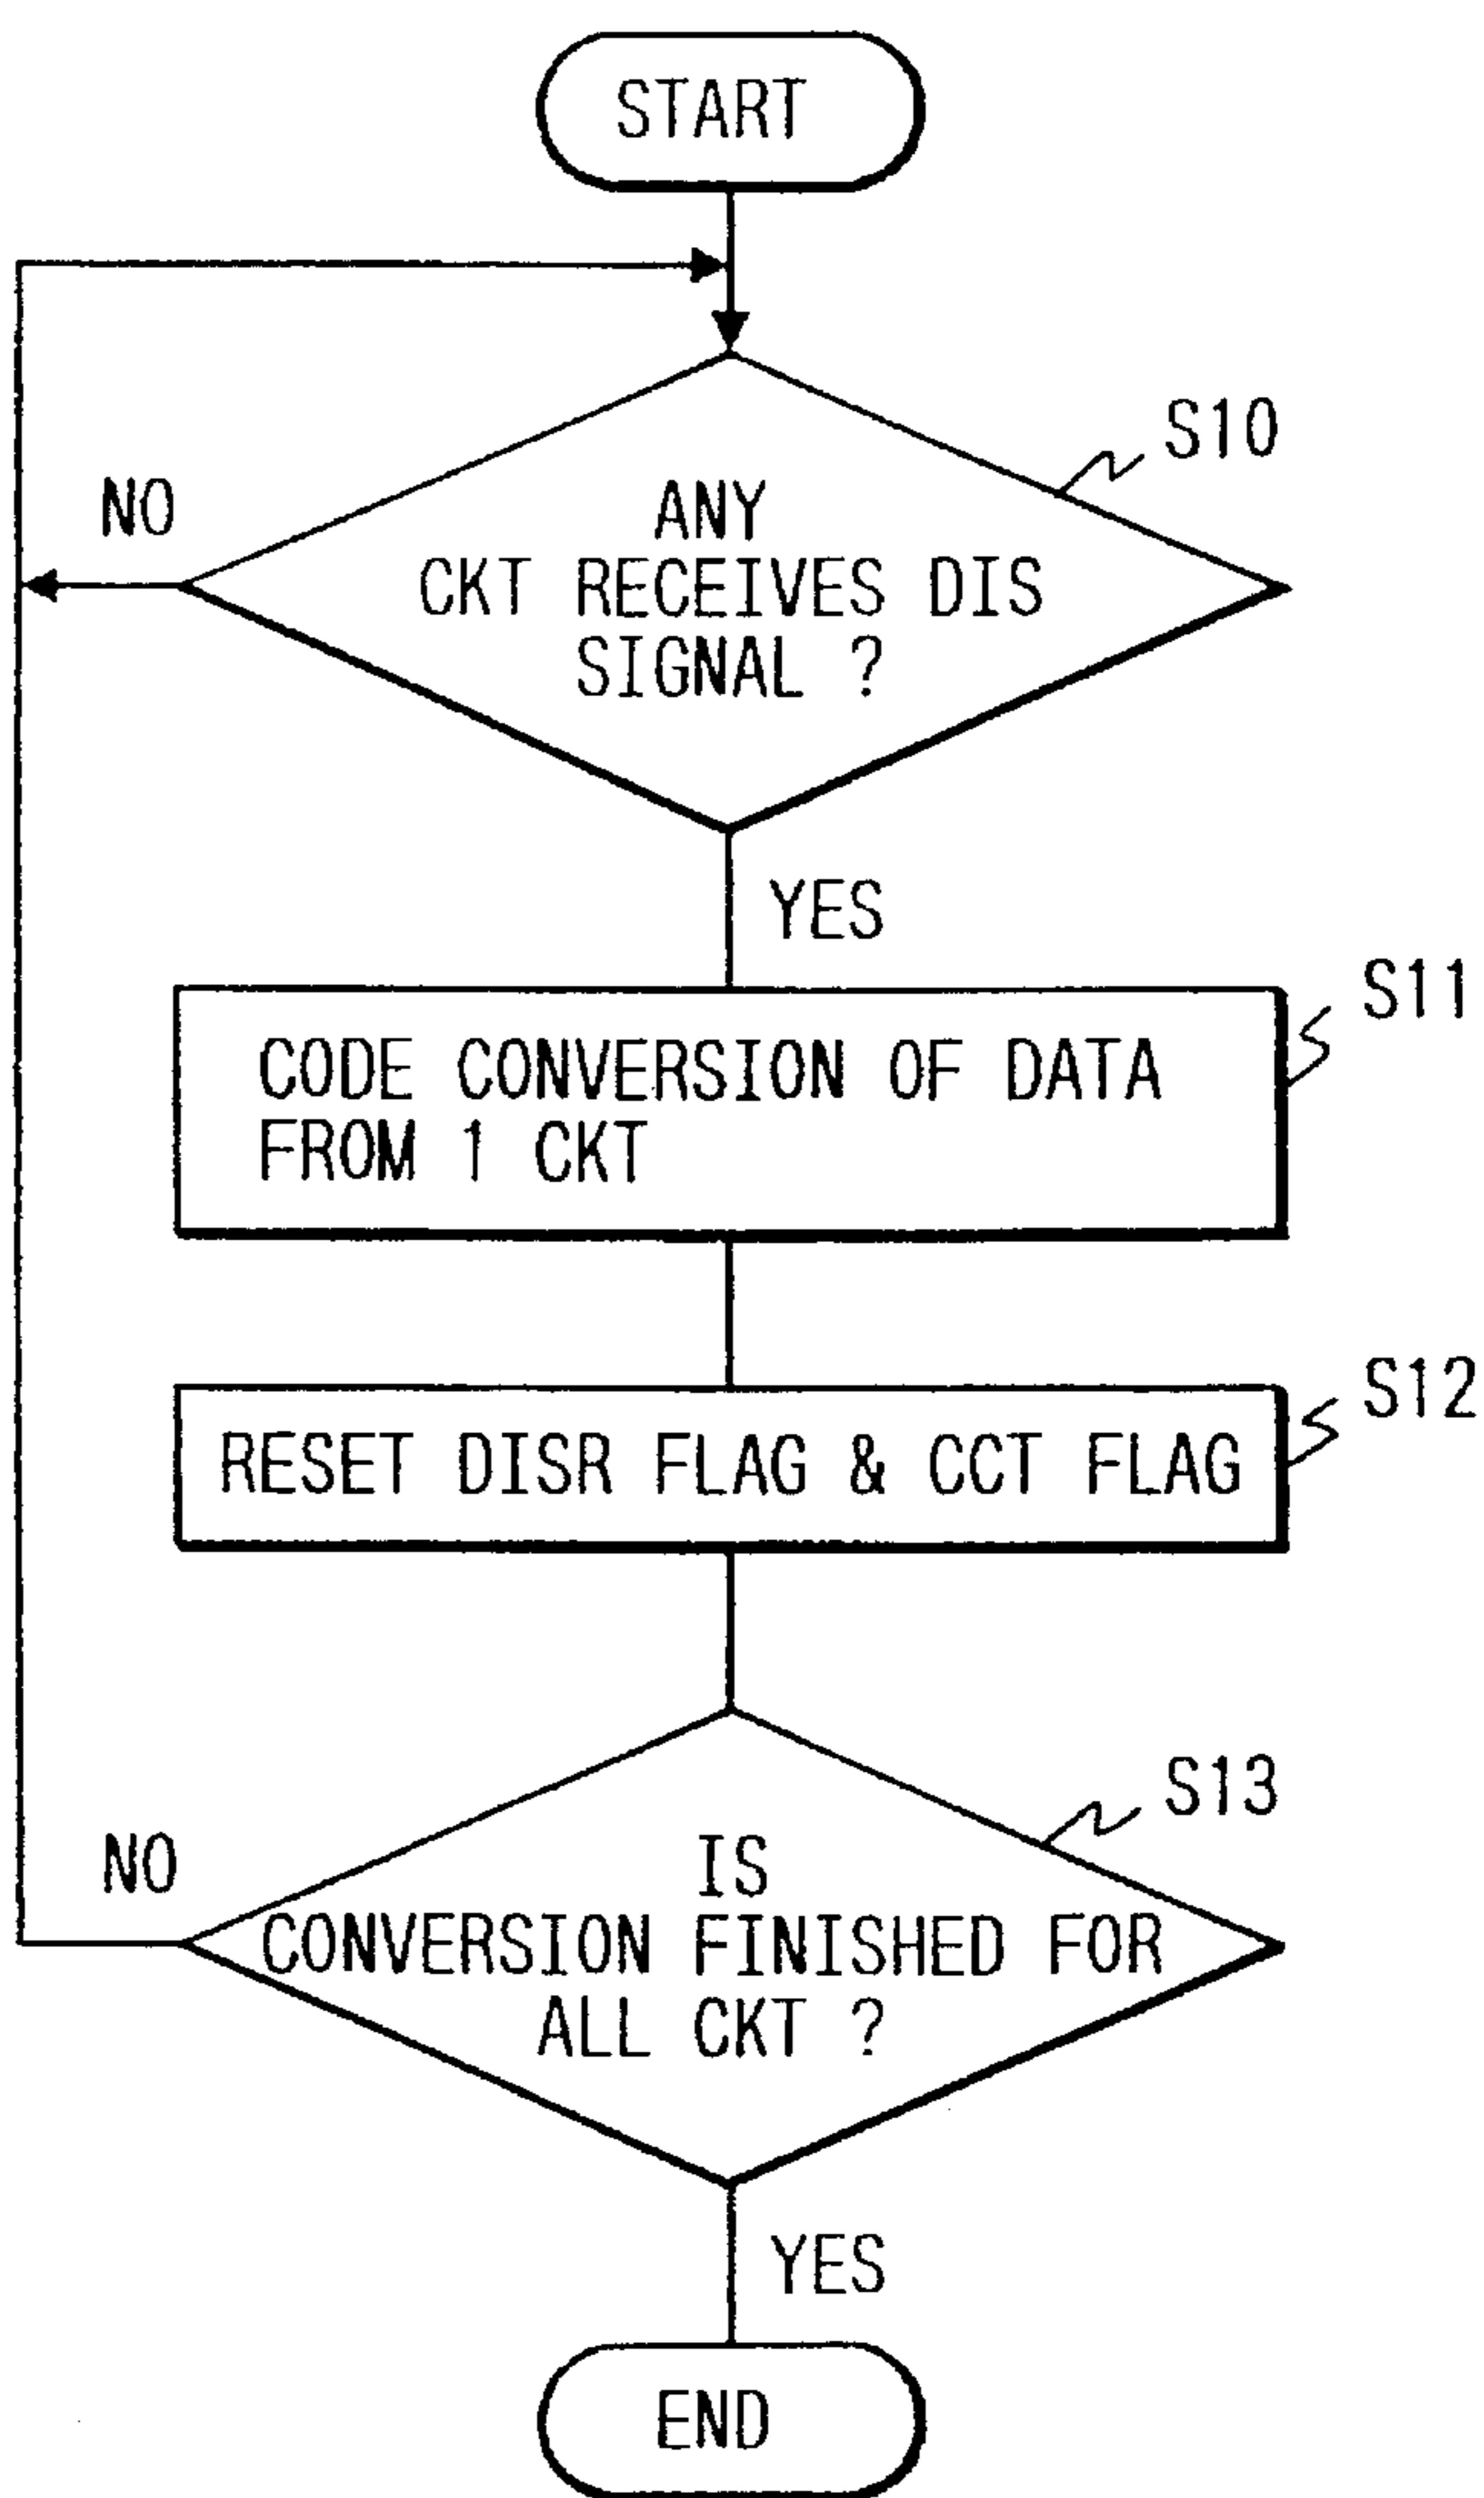 START
S10
NO
ANY
CKT RECEIVES DIS
SIGNAL ?
YES
S11
CODE CONVERSION OF DATA
FROM 1 CKT
S12
RESET DISR FLAG & CCT FLAG
S13
NO
IS
CONVERSION FINISHED FOR
ALL CKT ?
YES
END